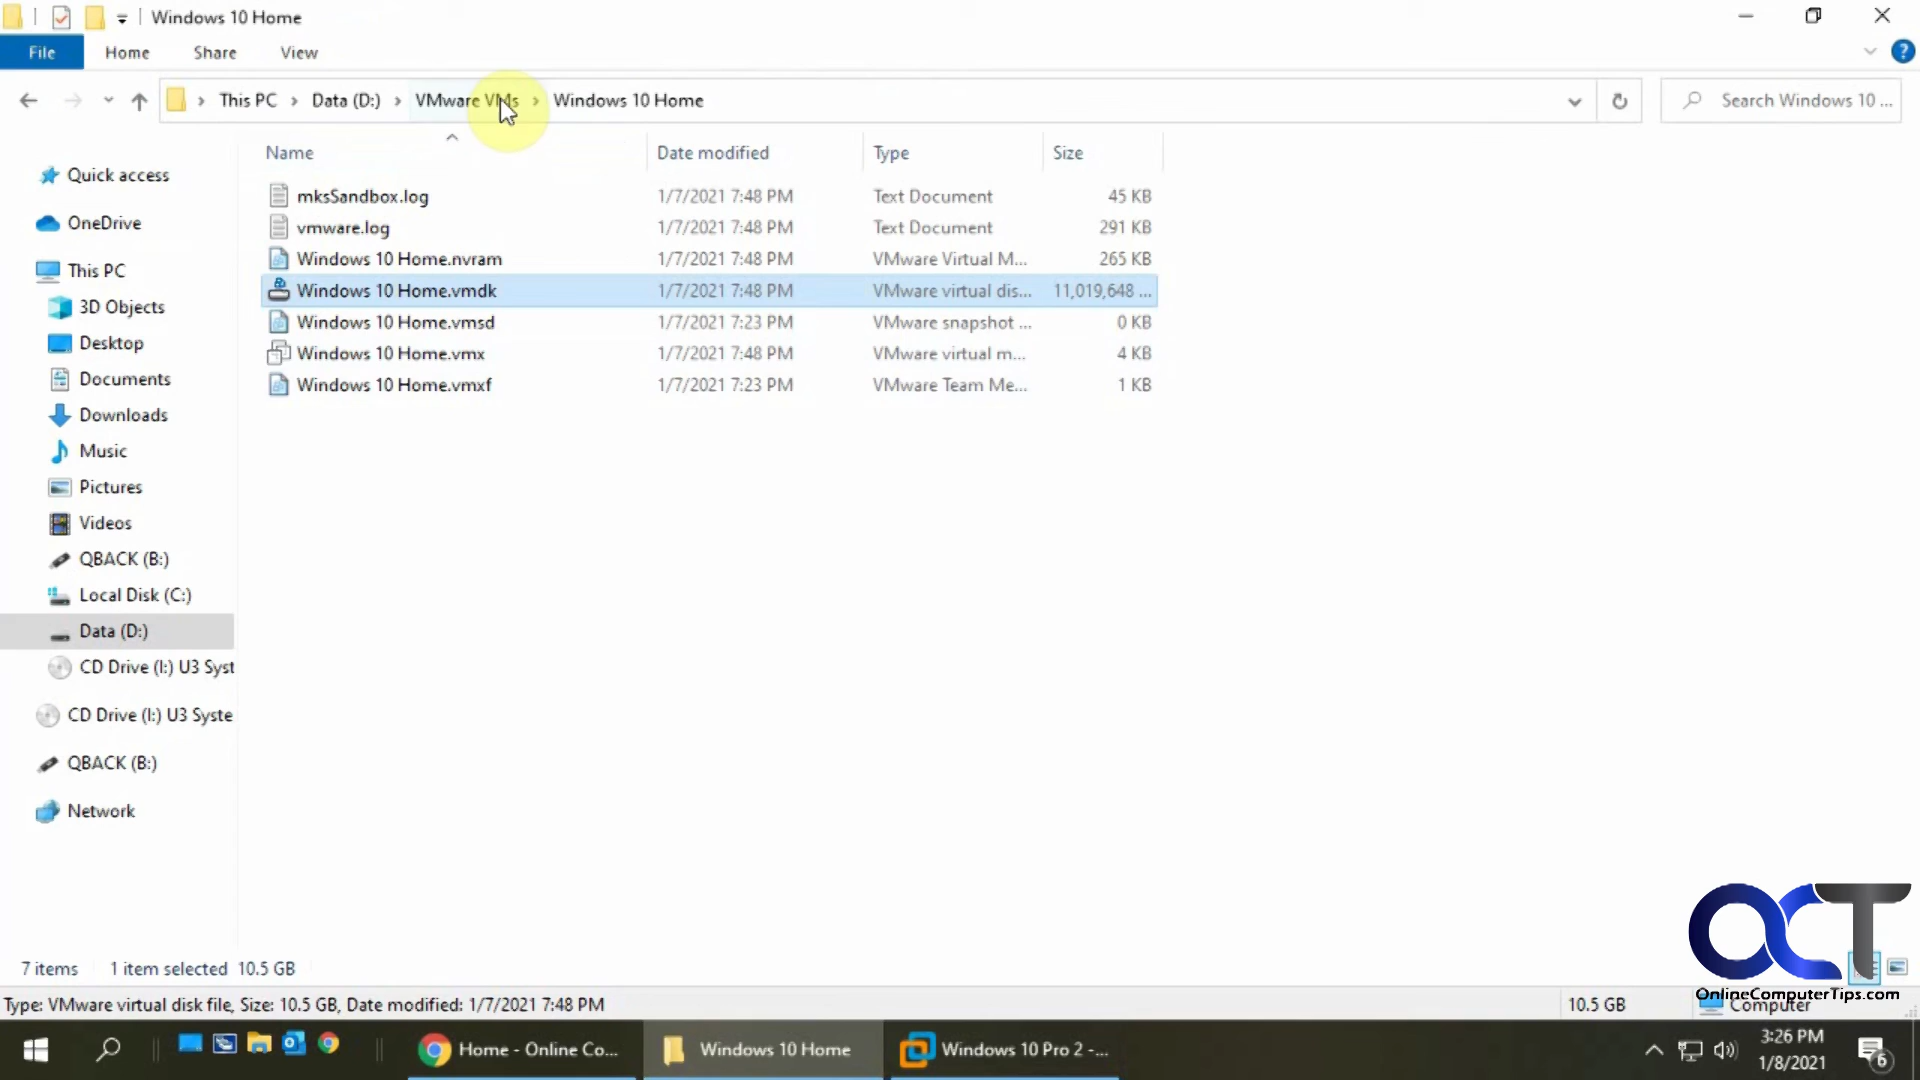 Windows 10 Home
File Home Share View ?
This PC Data (D:) VMware VMs Windows 10 Home Search Windows 10 ...
Name Date modified Type Size
mksSandbox.log 1/7/2021 7:48 PM Text Document 45 KB
vmware.log 1/7/2021 7:48 PM Text Document 291 KB
Windows 10 Home.nvram 1/7/2021 7:48 PM VMware Virtual M... 265 KB
Windows 10 Home.vmdk 1/7/2021 7:48 PM VMware virtual dis... 11,019,648 ...
Windows 10 Home.vmsd 1/7/2021 7:23 PM VMware snapshot ... 0 KB
Windows 10 Home.vmx 1/7/2021 7:48 PM VMware virtual m... 4 KB
Windows 10 Home.vmxf 1/7/2021 7:23 PM VMware Team Me... 1 KB
Quick access
OneDrive
This PC
3D Objects
Desktop
Documents
Downloads
Music
Pictures
Videos
QBACK (B:)
Local Disk (C:)
Data (D:)
CD Drive (I:) U3 Syst
CD Drive (I:) U3 Syste
QBACK (B:)
Network
7 items 1 item selected 10.5 GB
OCT
OnlineComputerTips.com
Type: VMware virtual disk file, Size: 10.5 GB, Date modified: 1/7/2021 7:48 PM 10.5 GB Computer
Home - Online Co... Windows 10 Home Windows 10 Pro 2 -... 3:26 PM
1/8/2021 6